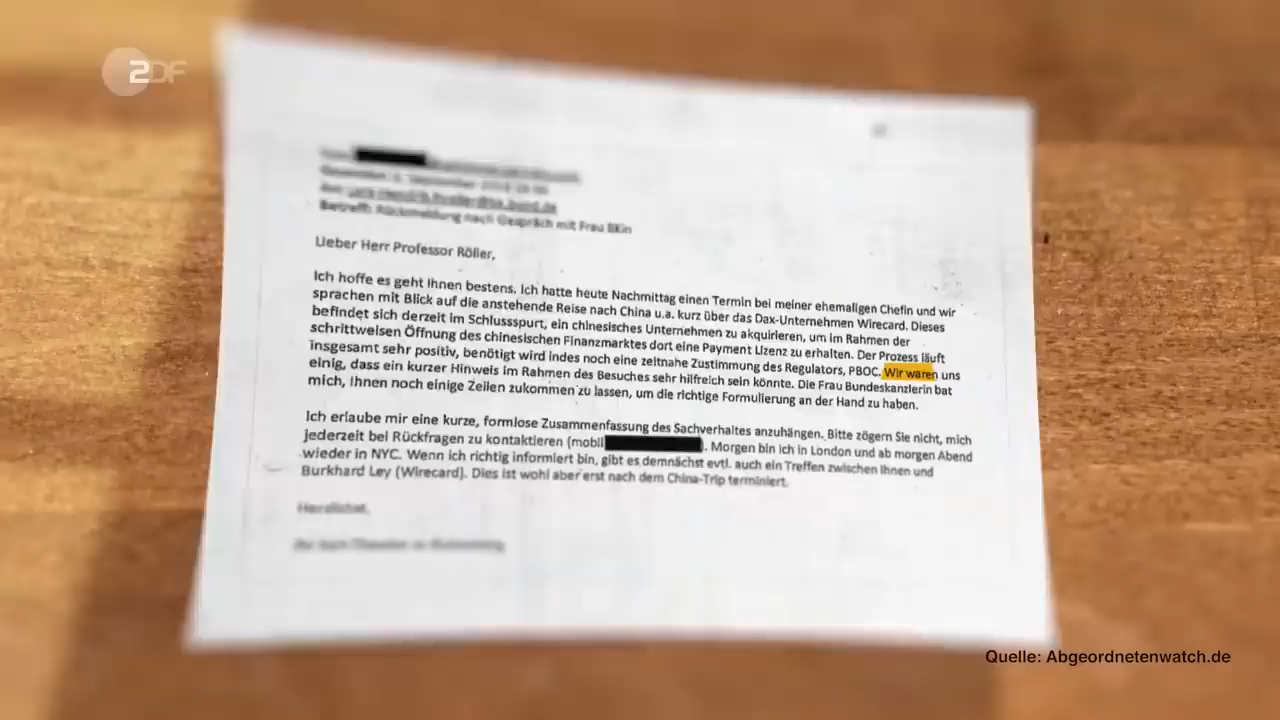 ZDF
Betreff: Rückmeldung nach Gespräch mit Frau BKin
Lieber Herr Professor Röller,
Ich hoffe es geht Ihnen bestens. Ich hatte heute Nachmittag einen Termin bei meiner ehemaligen Chefin und wir
sprachen mit Blick auf die anstehende Reise nach China u.a. kurz über das Dax-Unternehmen Wirecard. Dieses
befindet sich derzeit im Schlussspurt, ein chinesisches Unternehmen zu akquirieren, um im Rahmen der
schrittweisen Öffnung des chinesischen Finanzmarktes dort eine Payment Lizenz zu erhalten. Der Prozess läuft
insgesamt sehr positiv, benötigt wird indes noch eine zeitnahe Zustimmung des Regulators, PBOC. Wir waren uns
einig, dass ein kurzer Hinweis im Rahmen des Besuches sehr hilfreich sein könnte. Die Frau Bundeskanzlerin bat
mich, Ihnen noch einige Zeilen zukommen zu lassen, um die richtige Formulierung an der Hand zu haben.
Ich erlaube mir eine kurze, formlose Zusammenfassung des Sachverhaltes anzuhängen. Bitte zögern Sie nicht, mich
jederzeit bei Rückfragen zu kontaktieren (mobil ). Morgen bin ich in London und ab morgen Abend
wieder in NYC. Wenn ich richtig informiert bin, gibt es demnächst evtl. auch ein Treffen zwischen Ihnen und
Burkhard Ley (Wirecard). Dies ist wohl aber erst nach dem China-Trip terminiert.
Herzlichst,
Quelle: Abgeordnetenwatch.de